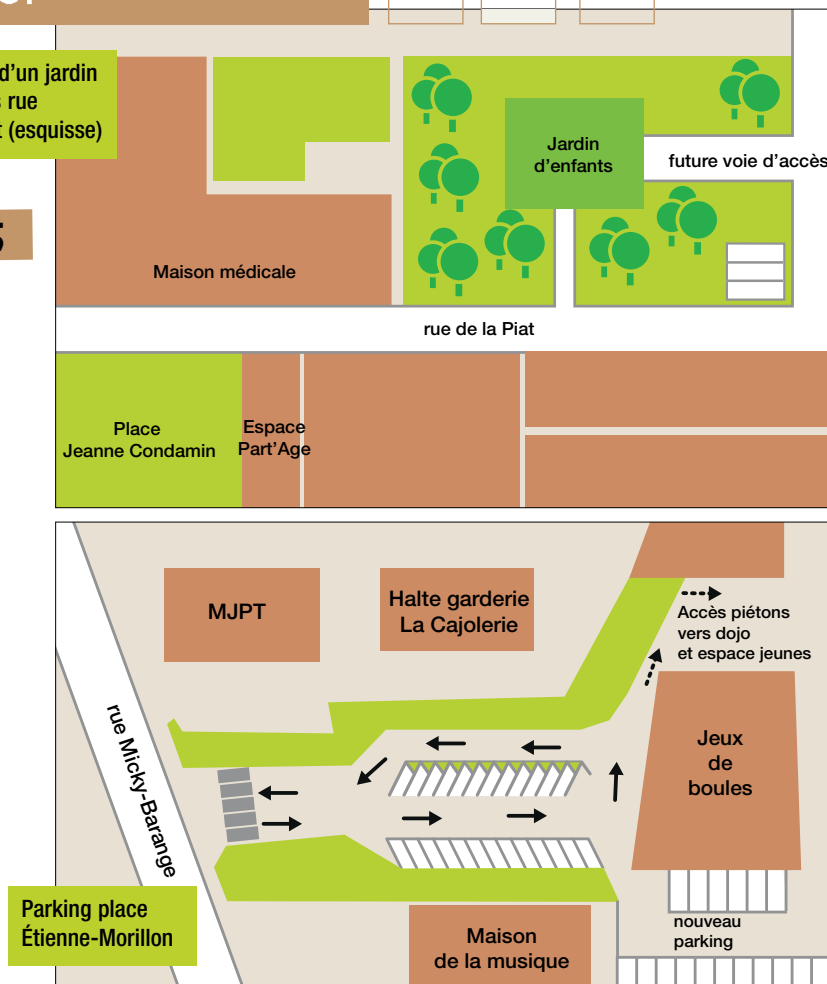 d'un jardin
rue
(esquisse)
5
Jardin
d'enfants
future voie d'accès
Maison médicale
rue de la Piat
Place
Jeanne Condamin
Espace
Part'Age
MJPT
Halte garderie
La Cajolerie
Accès piétons
vers dojo
et espace jeunes
rue Micky-Barange
Jeux
de
boules
Parking place
Étienne-Morillon
nouveau
parking
Maison
de la musique